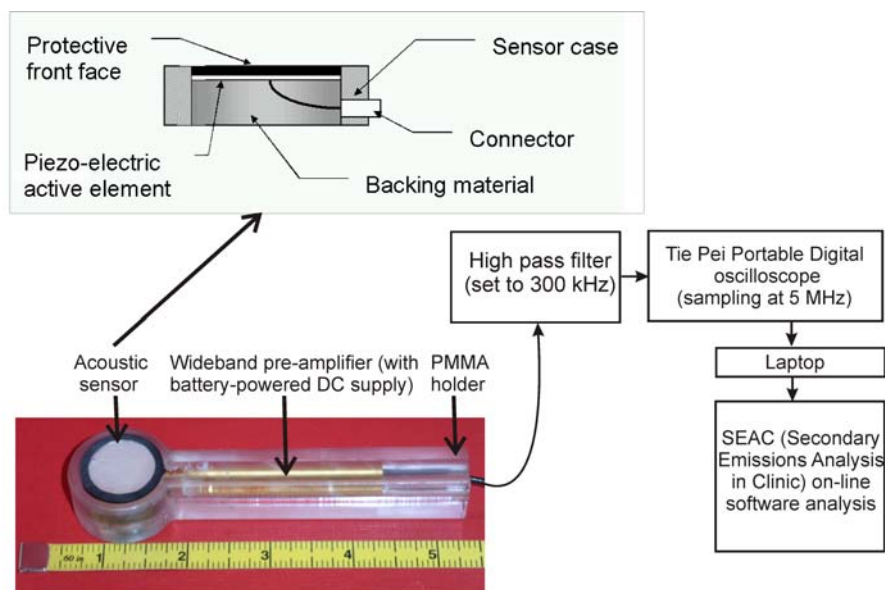 Protective
front face
Sensor case
Connector
Piezo-electric
active element
Backing material
High pass filter
(set to 300 kHz)
Tie Pei Portable Digital
oscilloscope
(sampling at 5 MHz)
Laptop
SEAC (Secondary
Emissions Analysis
in Clinic) on-line
software analysis
Acoustic
sensor
Wideband pre-amplifier (with
battery-powered DC supply)
PMMA
holder
60 in 1 2 3 4 5